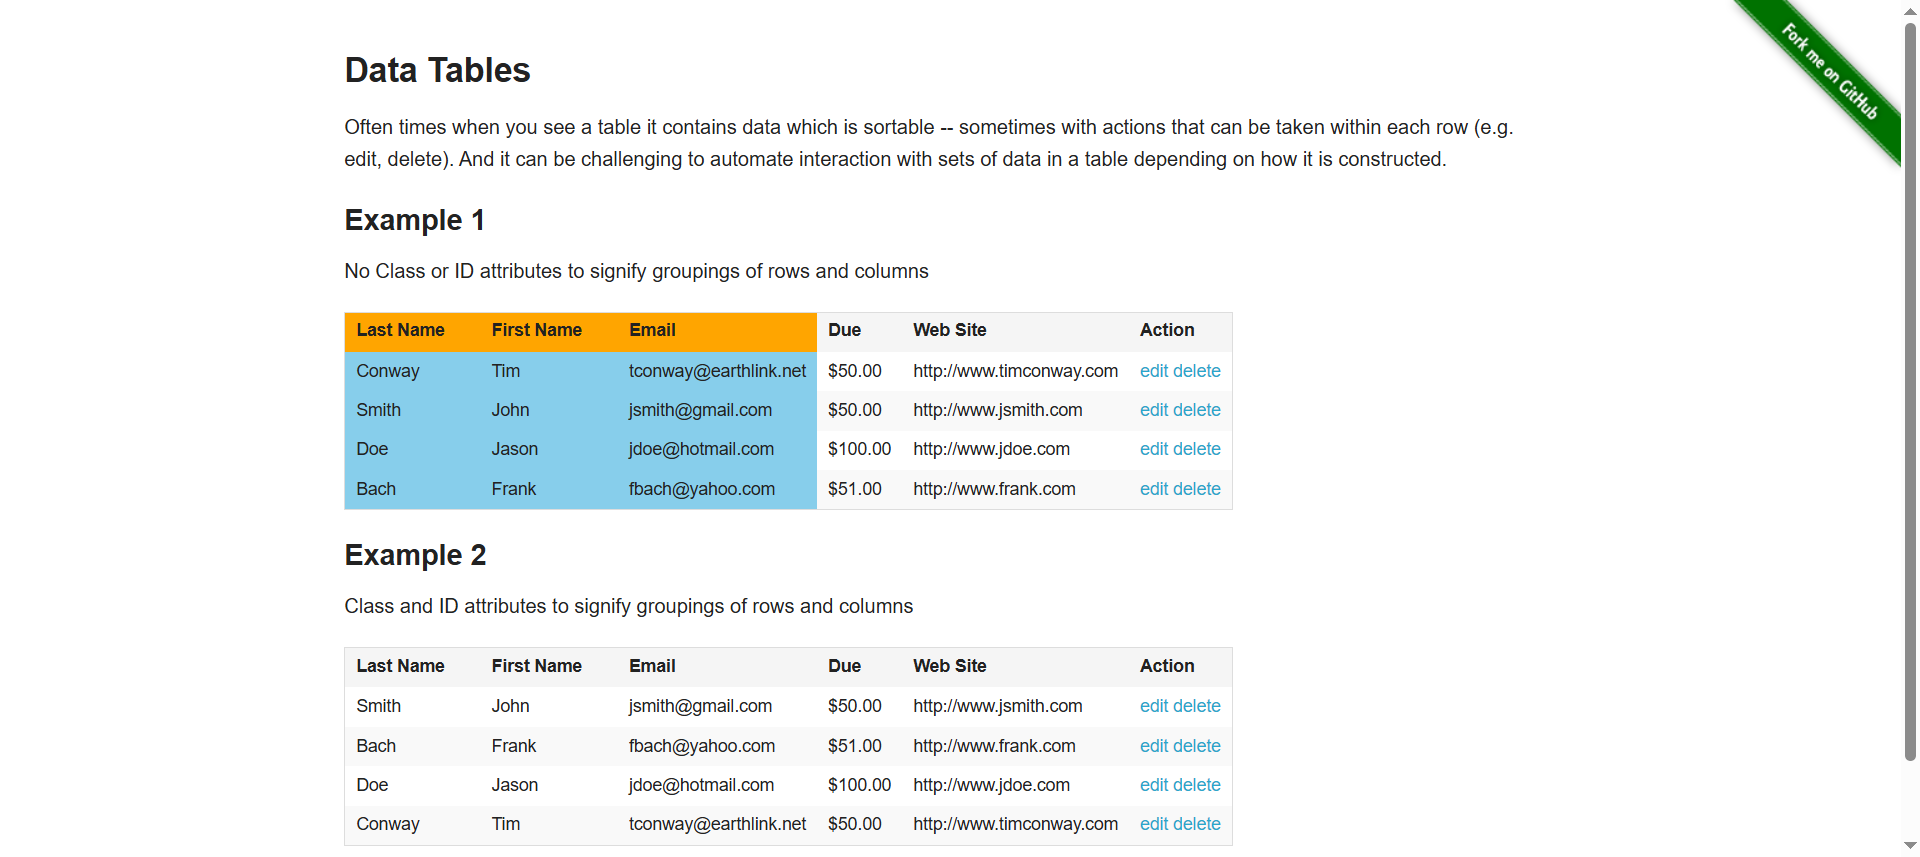 Fork me on GitHub
Data Tables
Often times when you see a table it contains data which is sortable -- sometimes with actions that can be taken within each row (e.g.
edit, delete). And it can be challenging to automate interaction with sets of data in a table depending on how it is constructed.
Example 1
No Class or ID attributes to signify groupings of rows and columns
Last Name First Name Email Due Web Site Action
Conway Tim tconway@earthlink.net $50.00 http://www.timconway.com edit delete
Smith John jsmith@gmail.com $50.00 http://www.jsmith.com edit delete
Doe Jason jdoe@hotmail.com $100.00 http://www.jdoe.com edit delete
Bach Frank fbach@yahoo.com $51.00 http://www.frank.com edit delete
Example 2
Class and ID attributes to signify groupings of rows and columns
Last Name First Name Email Due Web Site Action
Smith John jsmith@gmail.com $50.00 http://www.jsmith.com edit delete
Bach Frank fbach@yahoo.com $51.00 http://www.frank.com edit delete
Doe Jason jdoe@hotmail.com $100.00 http://www.jdoe.com edit delete
Conway Tim tconway@earthlink.net $50.00 http://www.timconway.com edit delete